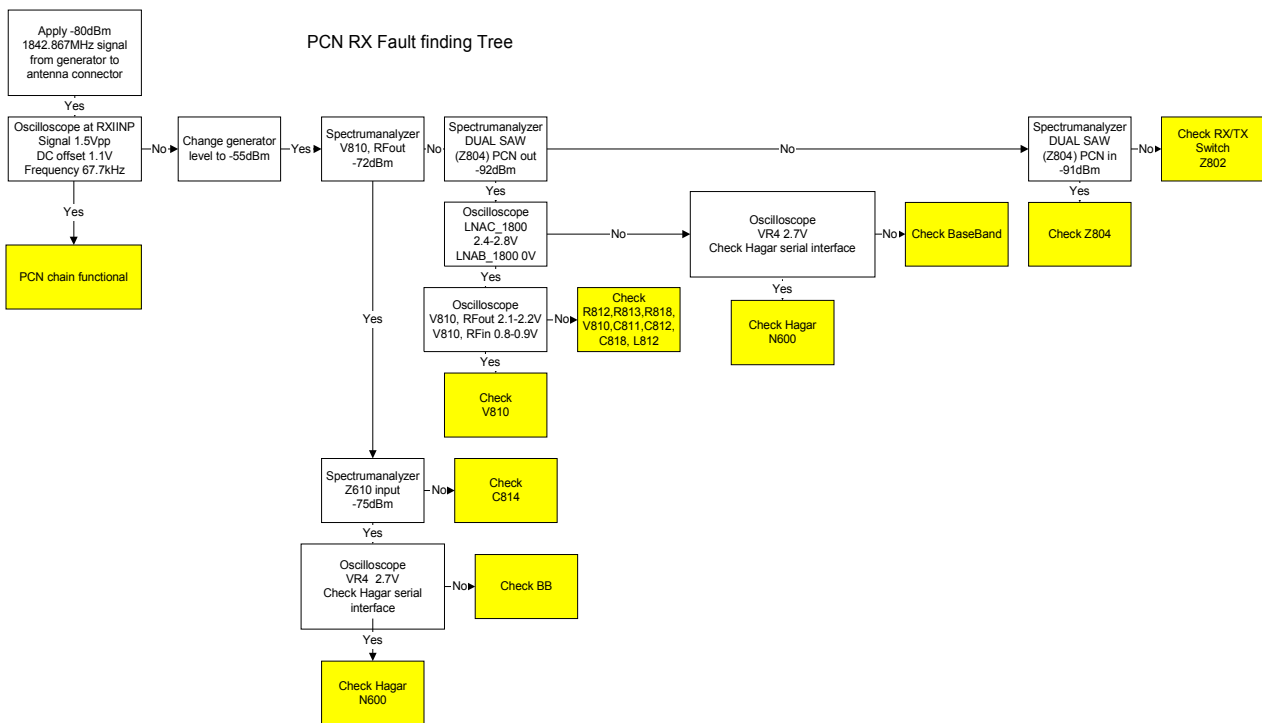 PCN RX Fault finding Tree
Apply -80dBm
1842.867MHz signal
from generator to
antenna connector
Yes
Oscilloscope at RXIINP
Signal 1.5Vpp
DC offset 1.1V
Frequency 67.7kHz
No
Change generator
level to -55dBm
Yes
Spectrumanalyzer
V810, RFout
-72dBm
No
Spectrumanalyzer
DUAL SAW
(Z804) PCN out
-92dBm
No
Spectrumanalyzer
DUAL SAW
(Z804) PCN in
-91dBm
No
Check RX/TX
Switch
Z802
Yes
PCN chain functional
Yes
Oscilloscope
LNAC_1800
2.4-2.8V
LNAB_1800 0V
No
Oscilloscope
VR4 2.7V
Check Hagar serial interface
No
Check BaseBand
Yes
Check Z804
Yes
Oscilloscope
V810, RFout 2.1-2.2V
V810, RFin 0.8-0.9V
No
Check
R812,R813,R818,
V810,C811,C812,
C818, L812
Yes
Check Hagar
N600
Yes
Check
V810
Yes
Spectrumanalyzer
Z610 input
-75dBm
No
Check
C814
Yes
Oscilloscope
VR4 2.7V
Check Hagar serial
interface
No
Check BB
Yes
Check Hagar
N600